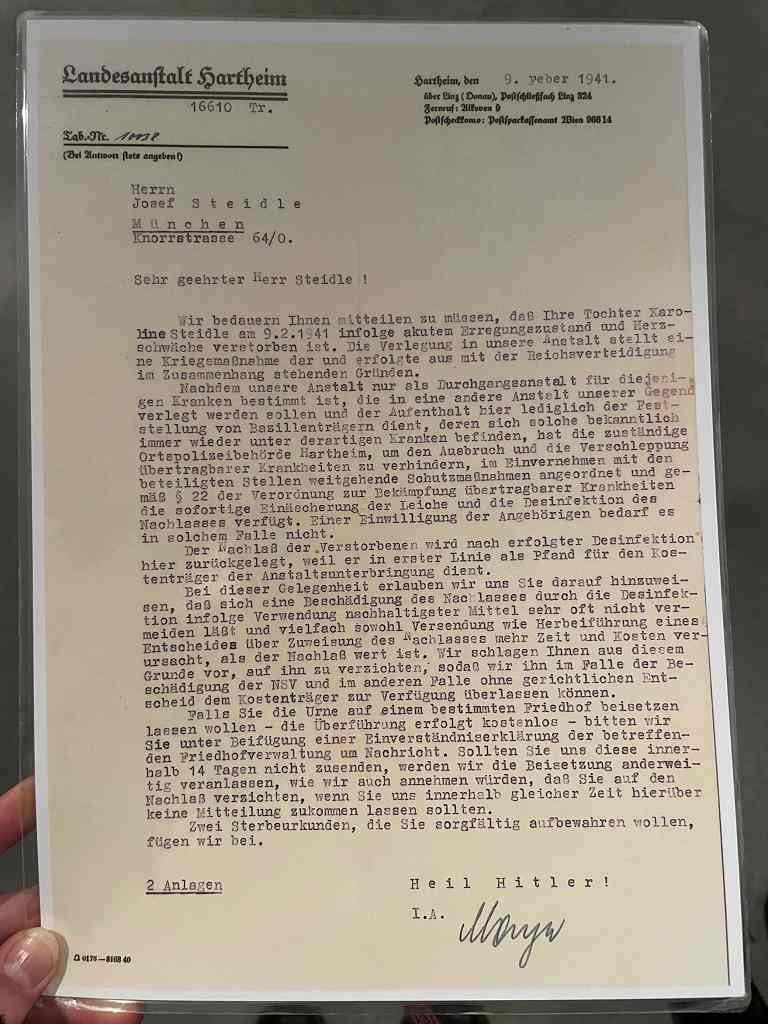 Landesanstalt Hartheim
16610 Tr.
Tab.-Nr.
(Bei Antwort stets angeben!)
Hartheim, den 9. Feber 1941.
über Linz (Donau), Postschließfach Linz 324
Fernruf: Alkoven 9
Postscheckkonto: Postsparkassenamt Wien 966 14
Herrn
Josef S t e i d l e
M ü n c h e n
Knorrstrasse 64/0.
Sehr geehrter Herr Steidle !
Wir bedauern Ihnen mitteilen zu müssen, daß Ihre Tochter Karo-
line Steidle am 9.2.1941 infolge akutem Erregungszustand und Herz-
schwäche verstorben ist. Die Verlegung in unsere Anstalt stellt ei-
ne Kriegsmaßnahme dar und erfolgte aus mit der Reichsverteidigung
im Zusammenhang stehenden Gründen.
Nachdem unsere Anstalt nur als Durchgangsanstalt für diejeni-
gen Kranken bestimmt ist, die in eine andere Anstalt unserer Gegend
verlegt werden sollen und der Aufenthalt hier lediglich der Fest-
stellung von Bazillenträgern dient, deren sich solche bekanntlich
immer wieder unter derartigen Kranken befinden, hat die zuständige
Ortspolizeibehörde Hartheim, um den Ausbruch und die Verschleppung
übertragbarer Krankheiten zu verhindern, im Einvernehmen mit den
beteiligten Stellen weitgehende Schutzmaßnahmen angeordnet und ge-
mäß § 22 der Verordnung zur Bekämpfung übertragbarer Krankheiten
die sofortige Einäscherung der Leiche und die Desinfektion des
Nachlasses verfügt. Einer Einwilligung der Angehörigen bedarf es
in solchem Falle nicht.
Der Nachlaß der Verstorbenen wird nach erfolgter Desinfektion
hier zurückgelegt, weil er in erster Linie als Pfand für den Kos-
tenträger der Anstaltsunterbringung dient.
Bei dieser Gelegenheit erlauben wir uns Sie darauf hinzuwei-
sen, daß sich eine Beschädigung des Nachlasses durch die Desinfek-
tion infolge Verwendung nachhaltigster Mittel sehr oft nicht ver-
meiden läßt und vielfach sowohl Versendung wie Herbeiführung eines
Entscheides über Zuweisung des Nachlasses mehr Zeit und Kosten ver-
ursacht, als der Nachlaß wert ist. Wir schlagen Ihnen aus diesem
Grunde vor, auf ihn zu verzichten, sodaß wir ihn im Falle der Be-
schädigung der NSV und im anderen Falle ohne gerichtlichen Ent-
scheid dem Kostenträger zur Verfügung überlassen können.
Falls Sie die Urne auf einem bestimmten Friedhof beisetzen
lassen wollen - die Überführung erfolgt kostenlos - bitten wir
Sie unter Beifügung einer Einverständniserklärung der betreffen-
den Friedhofverwaltung um Nachricht. Sollten Sie uns diese inner-
halb 14 Tagen nicht zusenden, werden wir die Beisetzung anderwei-
tig veranlassen, wie wir auch annehmen würden, daß Sie auf den
Nachlaß verzichten, wenn Sie uns innerhalb gleicher Zeit hierüber
keine Mitteilung zukommen lassen sollten.
Zwei Sterbeurkunden, die Sie sorgfältig aufbewahren wollen,
fügen wir bei.
2 Anlagen
H e i l H i t l e r !
I.A.